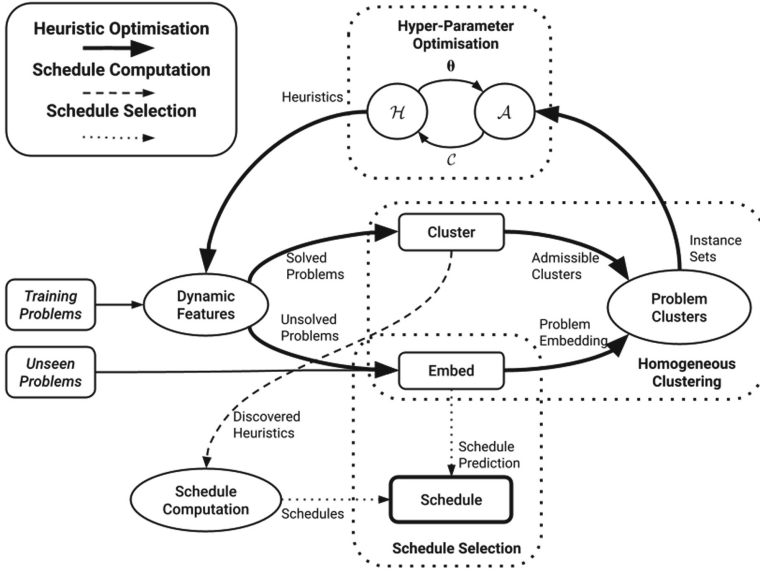 Heuristic Optimisation
Schedule Computation
Schedule Selection
Hyper-Parameter
Optimisation
θ
Heuristics
ℋ
𝒜
𝒞
Cluster
Solved
Problems
Admissible
Clusters
Instance
Sets
Training
Problems
Dynamic
Features
Problem
Clusters
Unsolved
Problems
Problem
Embedding
Unseen
Problems
Embed
Homogeneous
Clustering
Discovered
Heuristics
Schedule
Prediction
Schedule
Computation
Schedules
Schedule
Schedule Selection